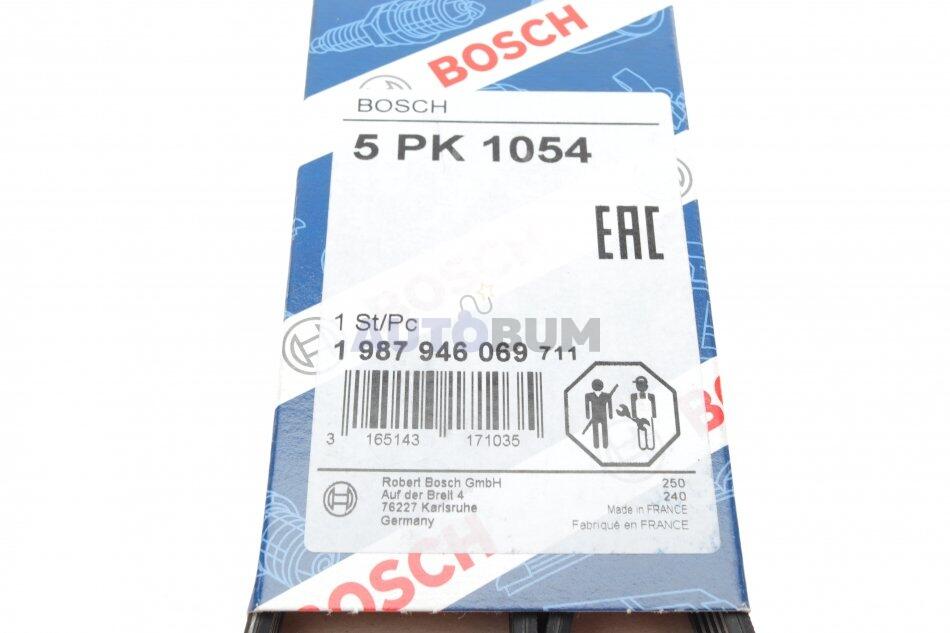 BOSCH
BOSCH
5 PK 1054
EAC
BOSCH
1 St/Pc
AUTOBUM
1 987 946 069 711
3 165143 171035
Robert Bosch GmbH
Auf der Breit 4
76227 Karlsruhe
Germany
250
240
Made in FRANCE
Fabriqué en FRANCE
BOSCH